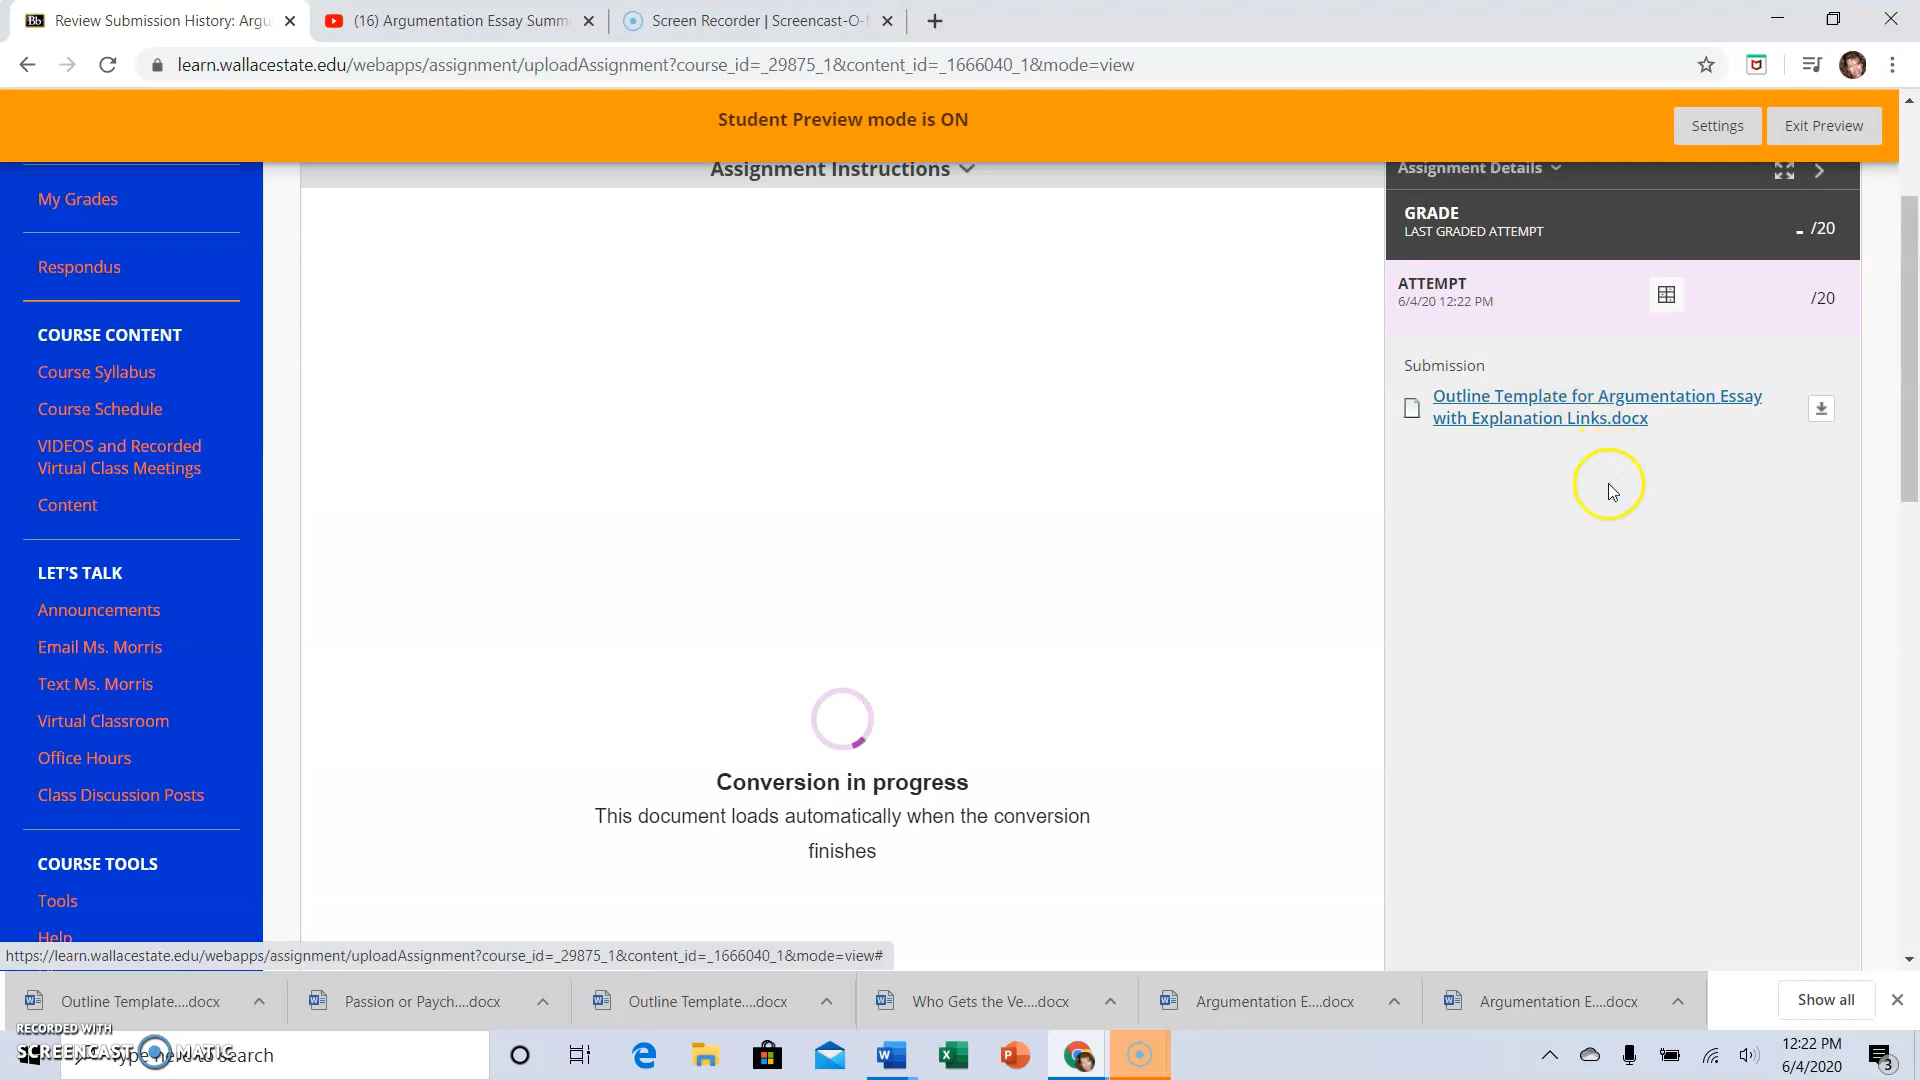 Bb Review Submission History: Argu
(16) Argumentation Essay Summ
Screen Recorder | Screencast-O-
learn.wallacestate.edu/webapps/assignment/uploadAssignment?course_id=_29875_1&content_id=_1666040_1&mode=view
Student Preview mode is ON
Settings
Exit Preview
Assignment Instructions
Assignment Details
My Grades
Respondus
COURSE CONTENT
Course Syllabus
Course Schedule
VIDEOS and Recorded
Virtual Class Meetings
Content
LET'S TALK
Announcements
Email Ms. Morris
Text Ms. Morris
Virtual Classroom
Office Hours
Class Discussion Posts
COURSE TOOLS
Tools
Help
GRADE
LAST GRADED ATTEMPT
- /20
ATTEMPT
6/4/20 12:22 PM
/20
Submission
Outline Template for Argumentation Essay
with Explanation Links.docx
Conversion in progress
This document loads automatically when the conversion
finishes
https://learn.wallacestate.edu/webapps/assignment/uploadAssignment?course_id=_29875_1&content_id=_1666040_1&mode=view#
Outline Template....docx
Passion or Paych....docx
Outline Template....docx
Who Gets the Ve....docx
Argumentation E....docx
Argumentation E....docx
Show all
RECORDED WITH
SCREENCAST MATIC
Type here to search
12:22 PM
6/4/2020
3